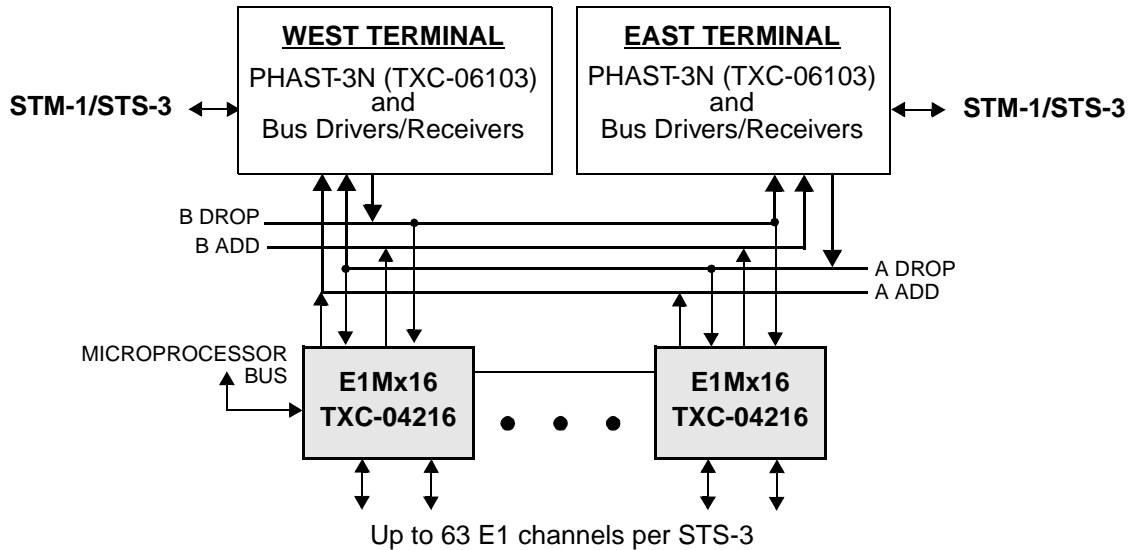 WEST TERMINAL
PHAST-3N (TXC-06103)
and
Bus Drivers/Receivers
EAST TERMINAL
PHAST-3N (TXC-06103)
and
Bus Drivers/Receivers
STM-1/STS-3
STM-1/STS-3
B DROP
B ADD
A DROP
A ADD
MICROPROCESSOR
BUS
E1Mx16
TXC-04216
E1Mx16
TXC-04216
Up to 63 E1 channels per STS-3